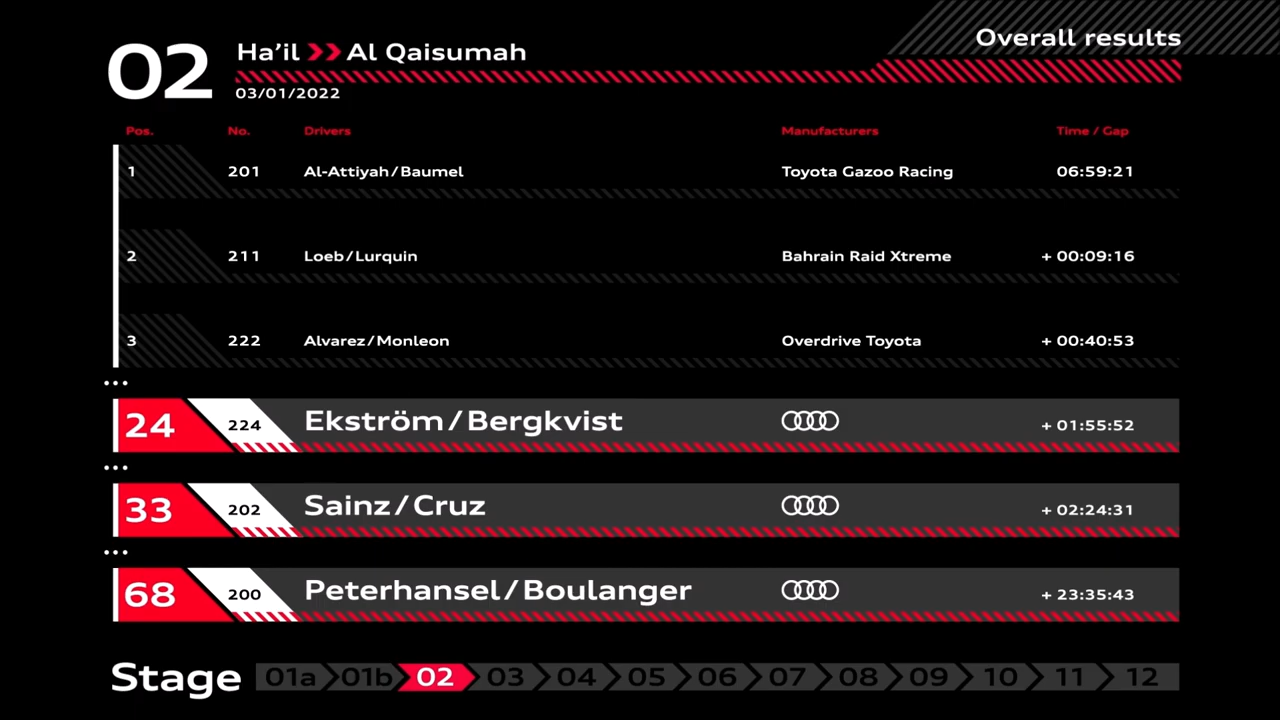 02 Ha'il Al Qaisumah Overall results
03/01/2022
Pos. No. Drivers Manufacturers Time / Gap
1 201 Al-Attiyah/Baumel Toyota Gazoo Racing 06:59:21
2 211 Loeb/Lurquin Bahrain Raid Xtreme + 00:09:16
3 222 Alvarez/Monleon Overdrive Toyota + 00:40:53
...
24 224 Ekström/Bergkvist + 01:55:52
...
33 202 Sainz/Cruz + 02:24:31
...
68 200 Peterhansel/Boulanger + 23:35:43
Stage 01a 01b 02 03 04 05 06 07 08 09 10 11 12